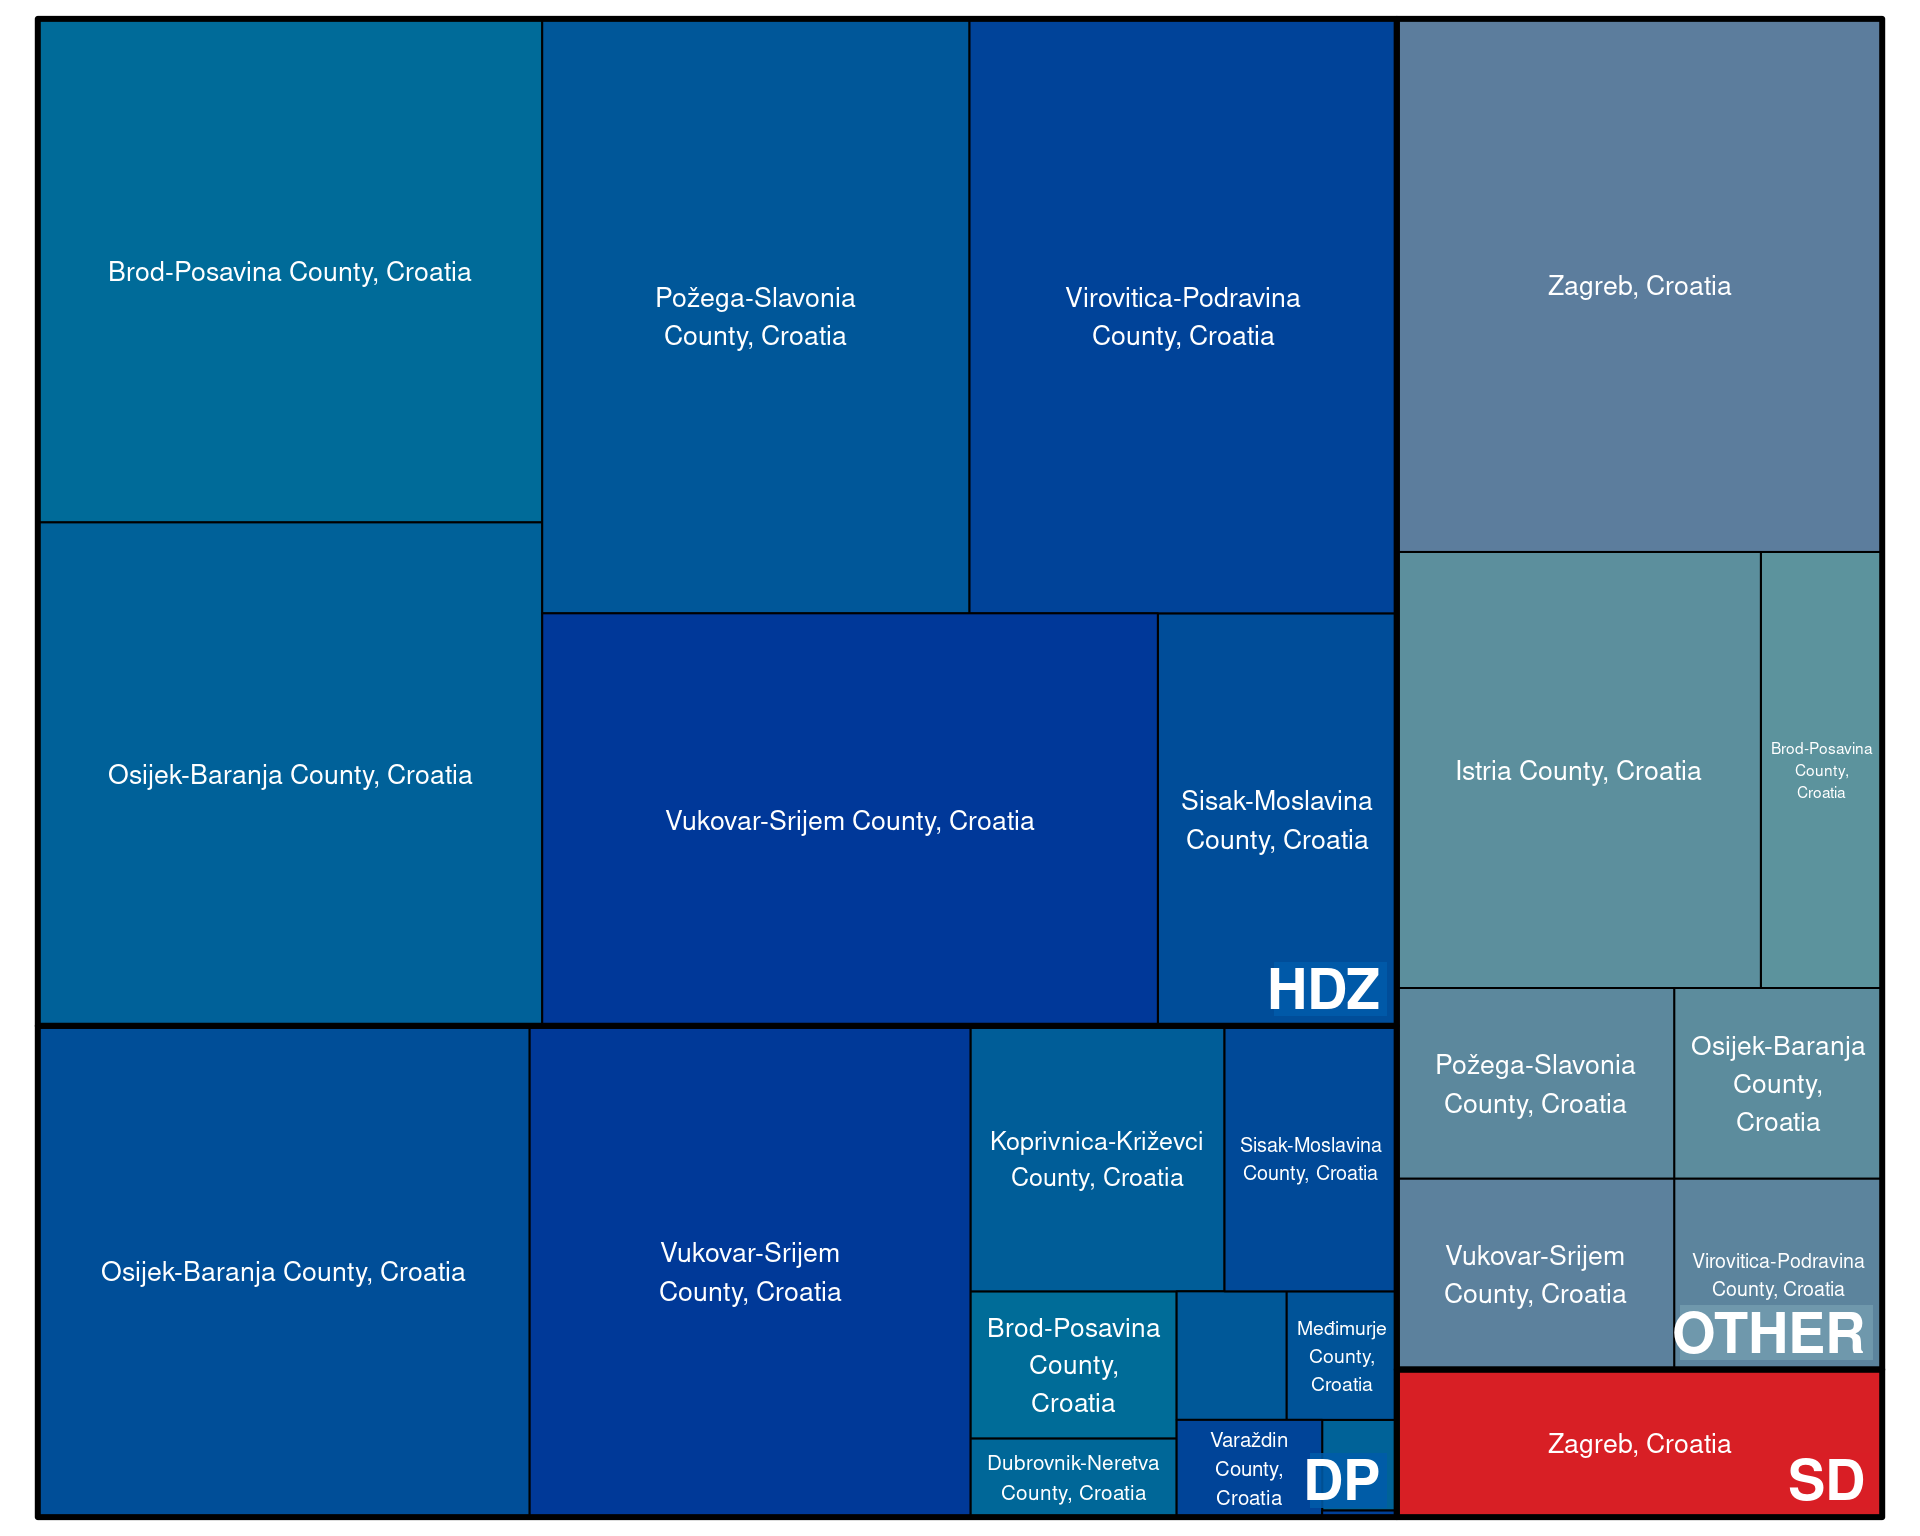 Brod-Posavina County, Croatia
Požega-Slavonia
County, Croatia
Virovitica-Podravina
County, Croatia
Osijek-Baranja County, Croatia
Vukovar-Srijem County, Croatia
Sisak-Moslavina
County, Croatia
HDZ
Osijek-Baranja County, Croatia
Vukovar-Srijem
County, Croatia
Koprivnica-Križevci
County, Croatia
Sisak-Moslavina
County, Croatia
Brod-Posavina
County,
Croatia
Međimurje
County,
Croatia
Dubrovnik-Neretva
County, Croatia
Varaždin
County,
Croatia
DP
Zagreb, Croatia
Istria County, Croatia
Brod-Posavina
County,
Croatia
Požega-Slavonia
County, Croatia
Osijek-Baranja
County,
Croatia
Vukovar-Srijem
County, Croatia
Virovitica-Podravina
County, Croatia
OTHER
Zagreb, Croatia
SD